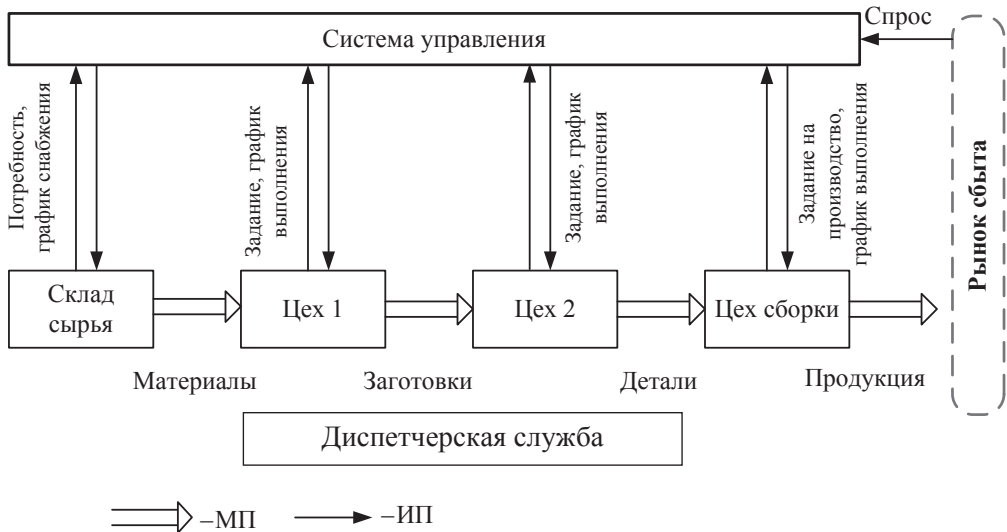 Спрос
Система управления
Потребность,
график снабжения
Задание, график
выполнения
Задание, график
выполнения
Задание на
производство,
график выполнения
Рынок сбыта
Склад
сырья
Цех 1
Цех 2
Цех сборки
Материалы
Заготовки
Детали
Продукция
Диспетчерская служба
–МП
–ИП